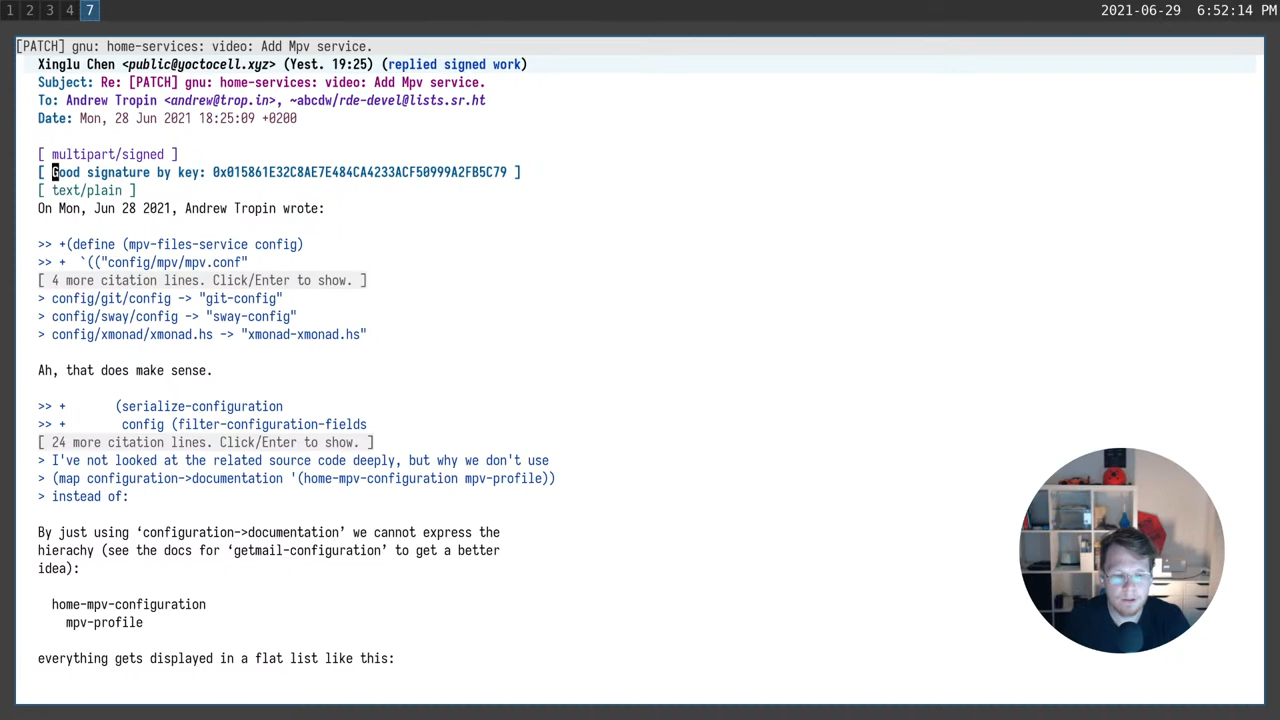 1 2 3 4 7 2021-06-29 6:52:14 PM
[PATCH] gnu: home-services: video: Add Mpv service.
Xinglu Chen <public@yoctocell.xyz> (Yest. 19:25) (replied signed work)
Subject: Re: [PATCH] gnu: home-services: video: Add Mpv service.
To: Andrew Tropin <andrew@trop.in>, ~abcdw/rde-devel@lists.sr.ht
Date: Mon, 28 Jun 2021 18:25:09 +0200
[ multipart/signed ]
[ Good signature by key: 0x015861E32C8AE7E484CA4233ACF50999A2FB5C79 ]
[ text/plain ]
On Mon, Jun 28 2021, Andrew Tropin wrote:
>> +(define (mpv-files-service config)
>> +  `(("config/mpv/mpv.conf"
[ 4 more citation lines. Click/Enter to show. ]
> config/git/config -> "git-config"
> config/sway/config -> "sway-config"
> config/xmonad/xmonad.hs -> "xmonad-xmonad.hs"
Ah, that does make sense.
>> +       (serialize-configuration
>> +        config (filter-configuration-fields
[ 24 more citation lines. Click/Enter to show. ]
> I've not looked at the related source code deeply, but why we don't use
> (map configuration->documentation '(home-mpv-configuration mpv-profile))
> instead of:
By just using ‘configuration->documentation’ we cannot express the
hierachy (see the docs for ‘getmail-configuration’ to get a better
idea):
home-mpv-configuration
mpv-profile
everything gets displayed in a flat list like this: